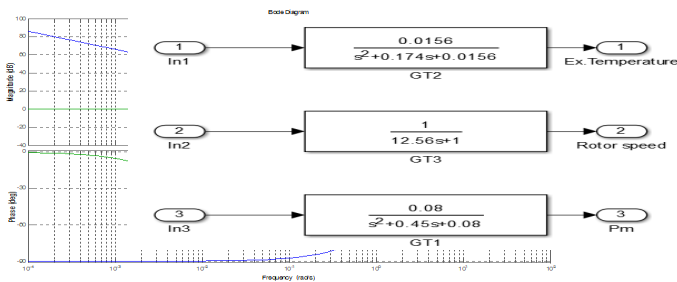 Bode Diagram
Magnitude (dB)
100
80
60
40
20
0
-20
-40
Phase (deg)
0
-30
-60
-90
Frequency (rad/s)
1
In1
0.0156
s²+0.174s+0.0156
GT2
1
Ex.Temperature
2
In2
1
12.56s+1
GT3
2
Rotor speed
3
In3
0.08
s²+0.45s+0.08
GT1
3
Pm